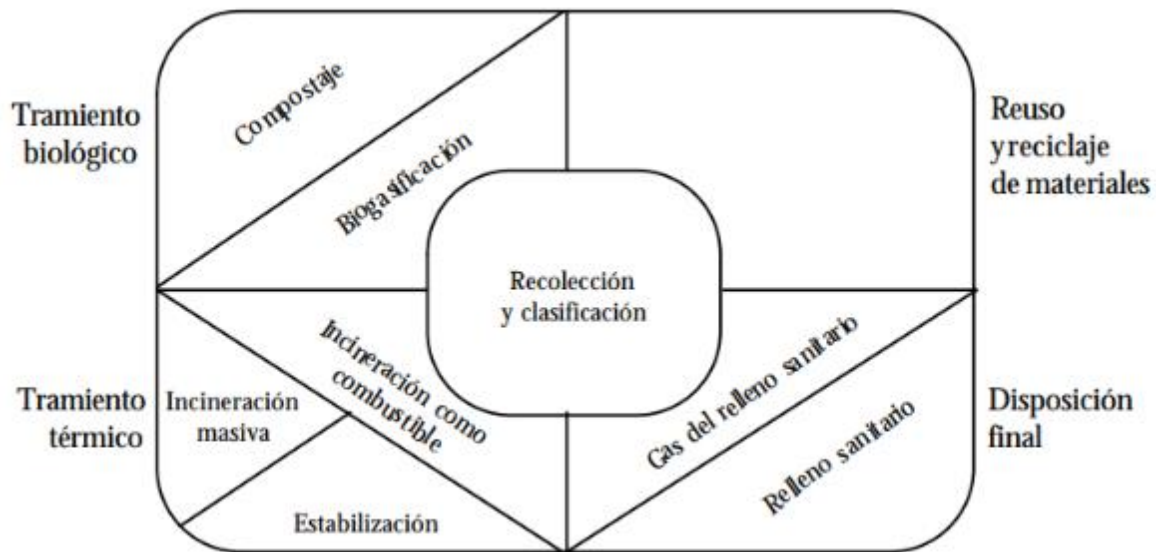 Compostaje
Tramiento
biológico
Biogasificación
Reuso
y reciclaje
de materiales
Recolección
y clasificación
Tramiento
térmico
Incineración
masiva
Incineración como
combustible
Estabilización
Gas del relleno sanitario
Relleno sanitario
Disposición
final